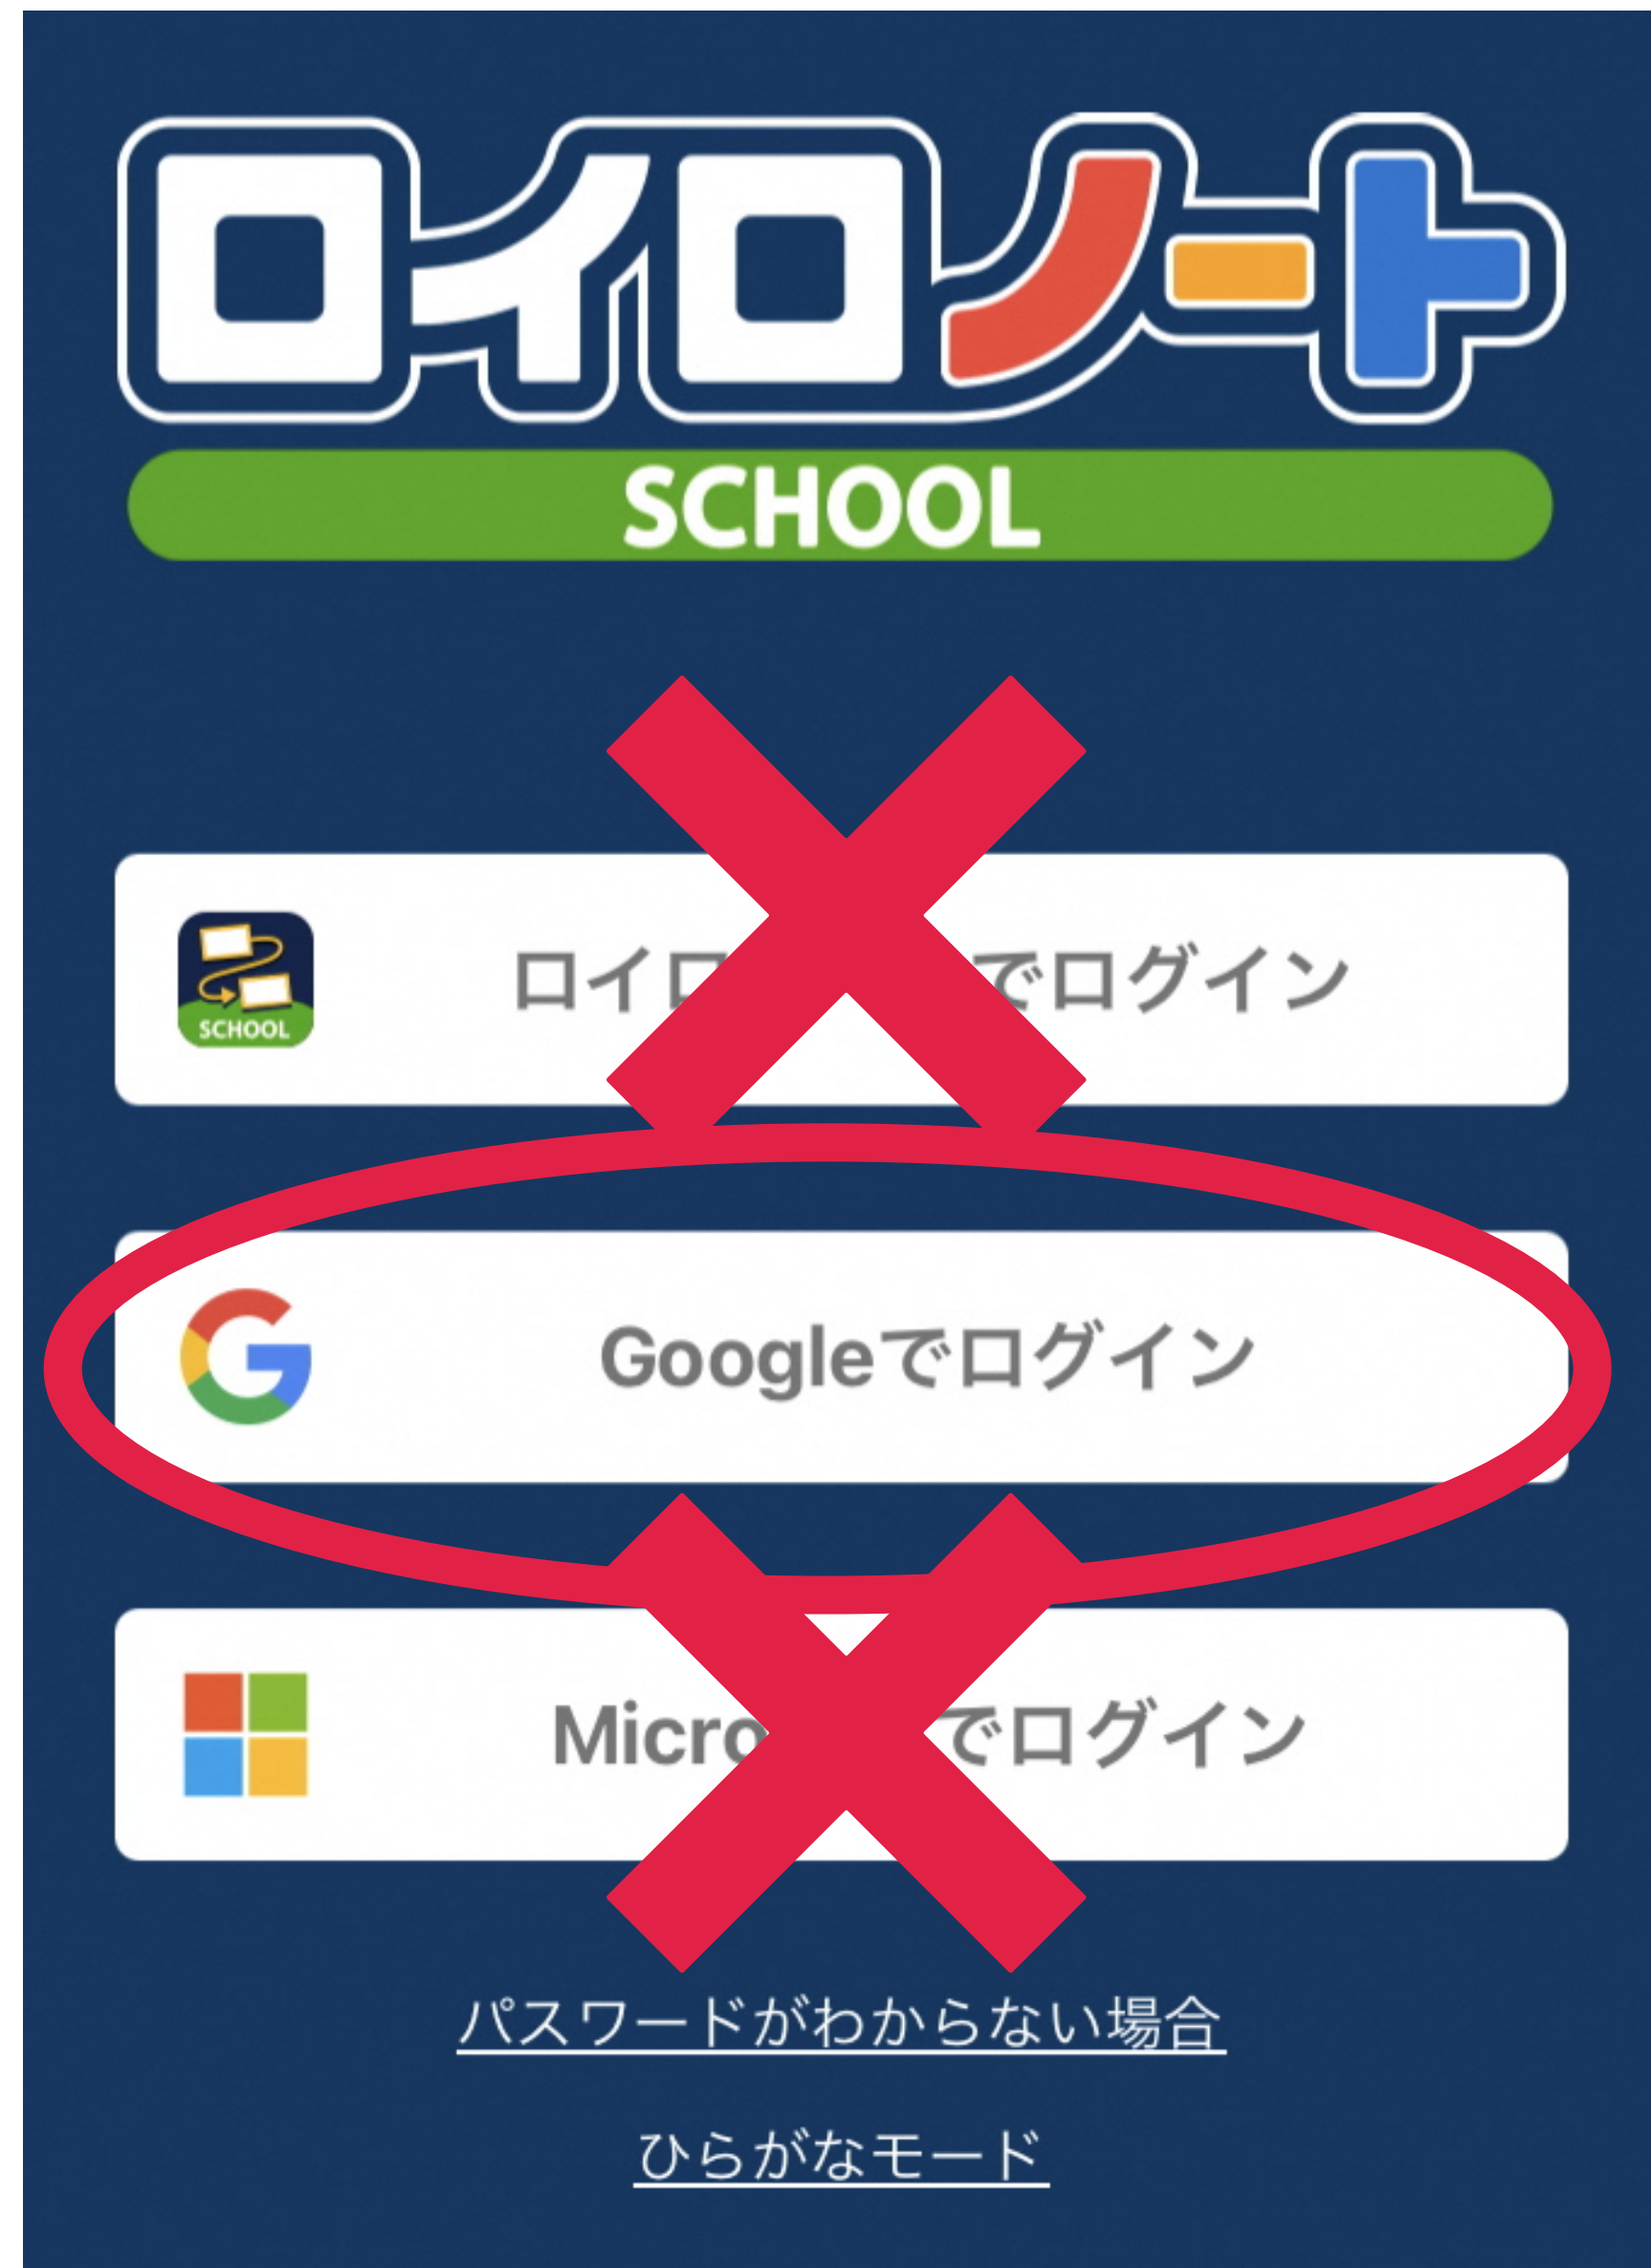 ロイロノート
SCHOOL
SCHOOL
ロイロ でログイン
Googleでログイン
Micro でログイン
パスワードがわからない場合
ひらがなモード